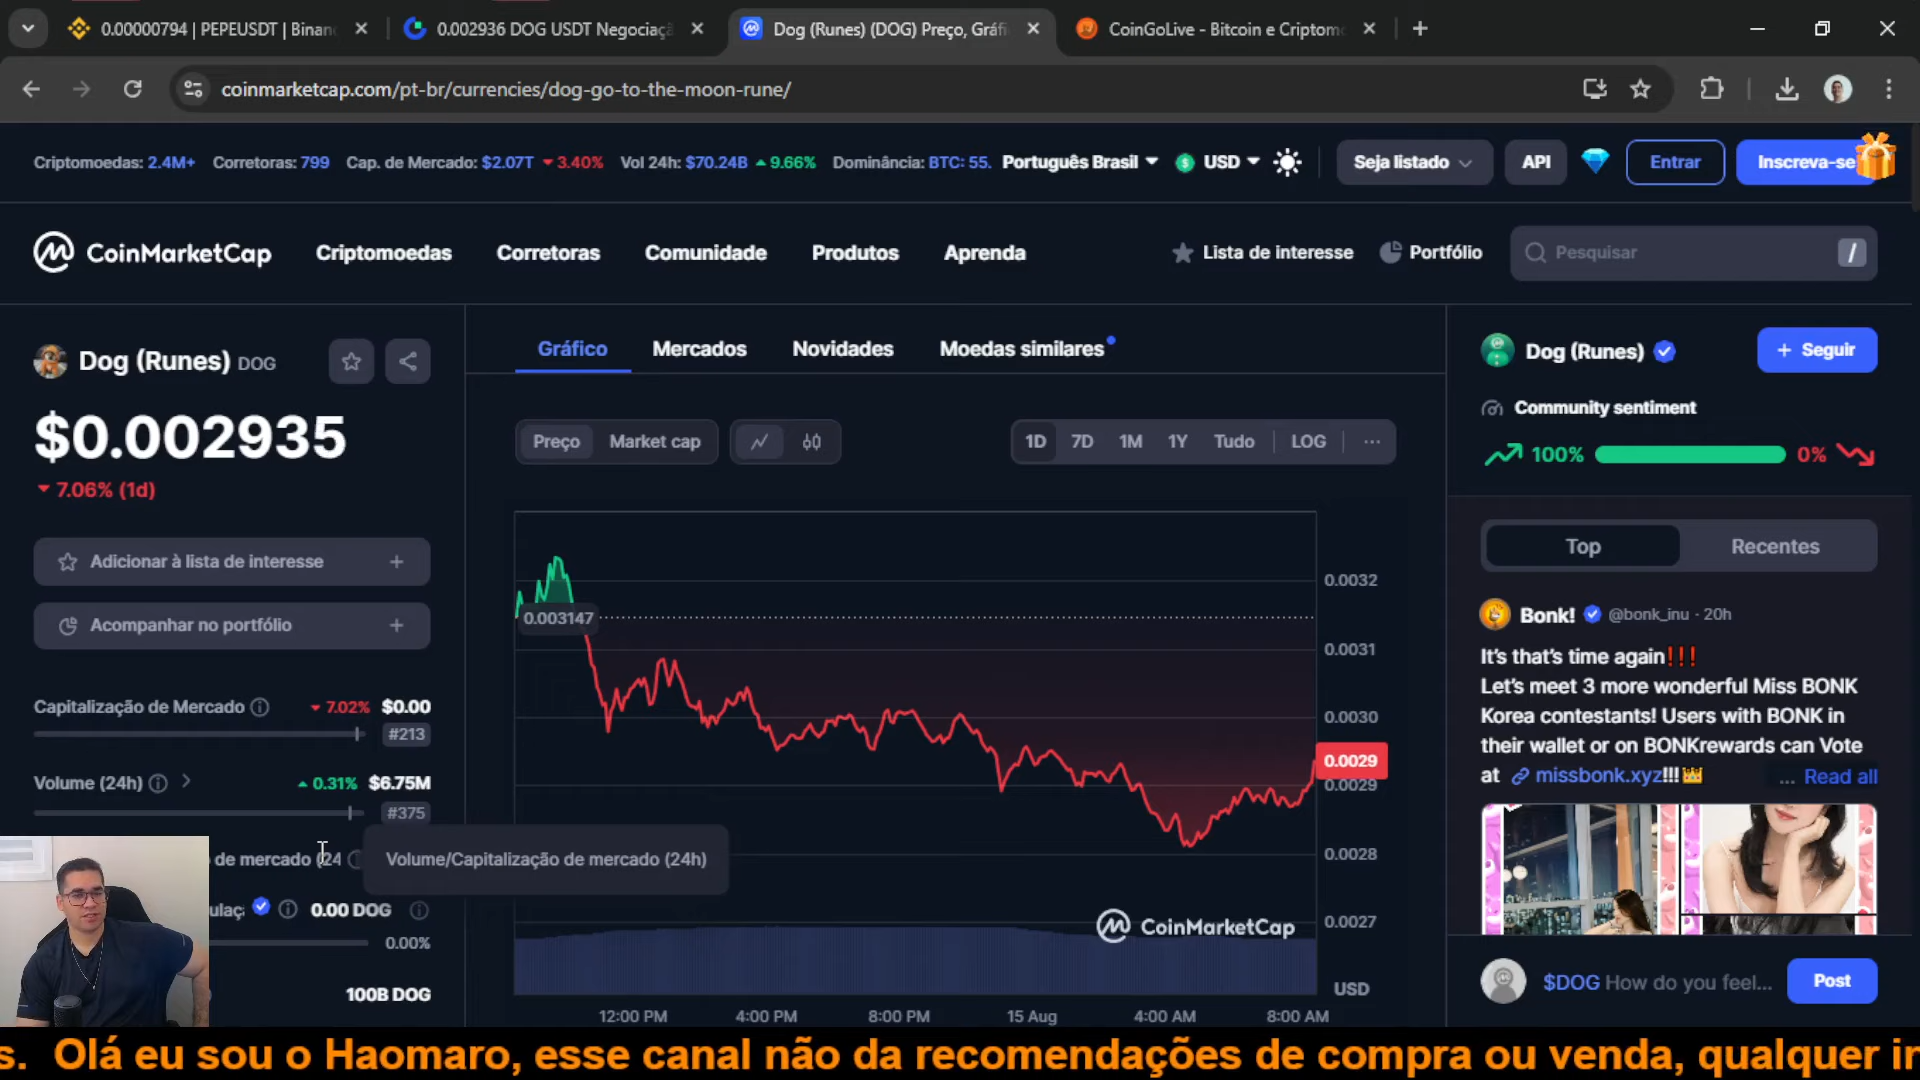 0.00000794 | PEPEUSDT | Binan
0.002936 DOG USDT Negociaç
Dog (Runes) (DOG) Preço, Gráfi
CoinGoLive - Bitcoin e Criptom
coinmarketcap.com/pt-br/currencies/dog-go-to-the-moon-rune/
Criptomoedas: 2.4M+ Corretoras: 799 Cap. de Mercado: $2.07T 3.40% Vol 24h: $70.24B 9.66% Dominância: BTC: 55. Português Brasil USD Seja listado API Entrar Inscreva-se
CoinMarketCap Criptomoedas Corretoras Comunidade Produtos Aprenda Lista de interesse Portfólio Pesquisar /
Dog (Runes) DOG
$0.002935
7.06% (1d)
Adicionar à lista de interesse +
Acompanhar no portfólio +
Capitalização de Mercado 7.02% $0.00
#213
Volume (24h) 0.31% $6.75M
#375
de mercado (24
Volume/Capitalização de mercado (24h)
ulaç 0.00 DOG
0.00%
100B DOG
Gráfico Mercados Novidades Moedas similares
Preço Market cap 1D 7D 1M 1Y Tudo LOG ...
0.003147
0.0032
0.0031
0.0030
0.0029
0.0029
0.0028
0.0027
CoinMarketCap
USD
12:00 PM 4:00 PM 8:00 PM 15 Aug 4:00 AM 8:00 AM
Dog (Runes) + Seguir
Community sentiment
100% 0%
Top Recentes
Bonk! @bonk_inu · 20h
It's that's time again!!!
Let's meet 3 more wonderful Miss BONK
Korea contestants! Users with BONK in
their wallet or on BONKrewards can Vote
at missbonk.xyz!!! ... Read all
$DOG How do you feel... Post
s. Olá eu sou o Haomaro, esse canal não da recomendações de compra ou venda, qualquer in